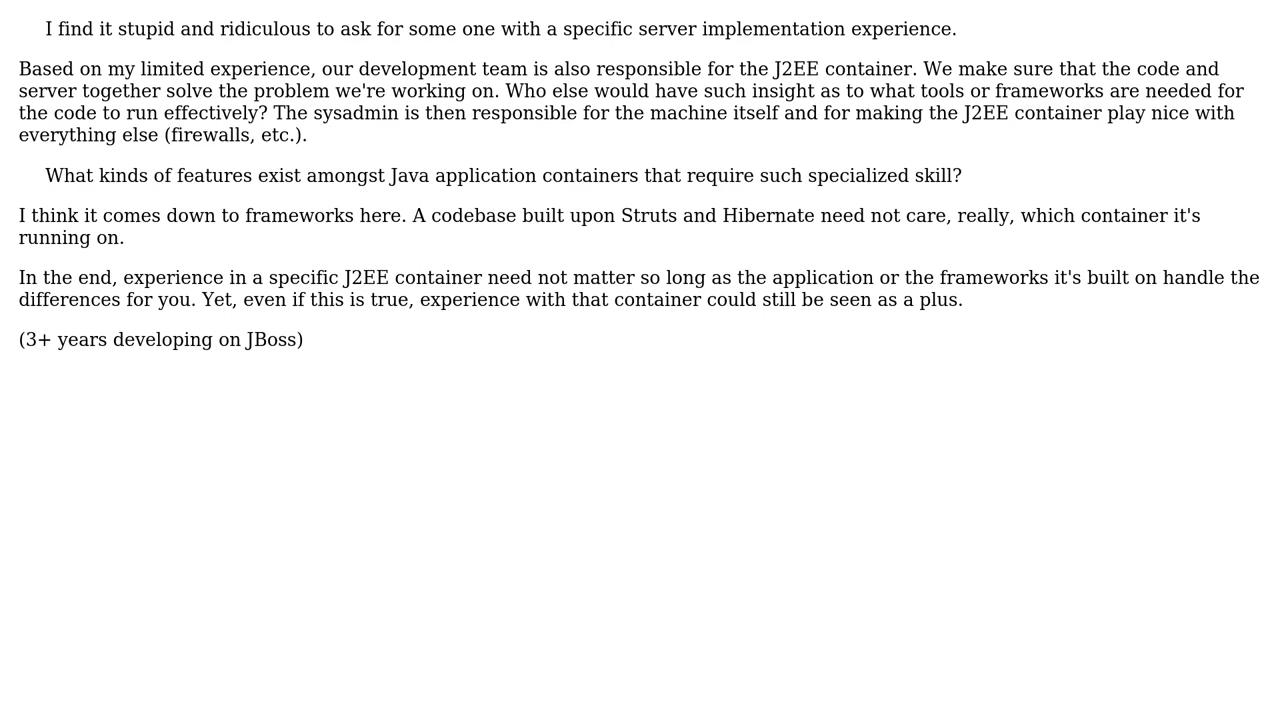 I find it stupid and ridiculous to ask for some one with a specific server implementation experience.
Based on my limited experience, our development team is also responsible for the J2EE container. We make sure that the code and
server together solve the problem we're working on. Who else would have such insight as to what tools or frameworks are needed for
the code to run effectively? The sysadmin is then responsible for the machine itself and for making the J2EE container play nice with
everything else (firewalls, etc.).
What kinds of features exist amongst Java application containers that require such specialized skill?
I think it comes down to frameworks here. A codebase built upon Struts and Hibernate need not care, really, which container it's
running on.
In the end, experience in a specific J2EE container need not matter so long as the application or the frameworks it's built on handle the
differences for you. Yet, even if this is true, experience with that container could still be seen as a plus.
(3+ years developing on JBoss)